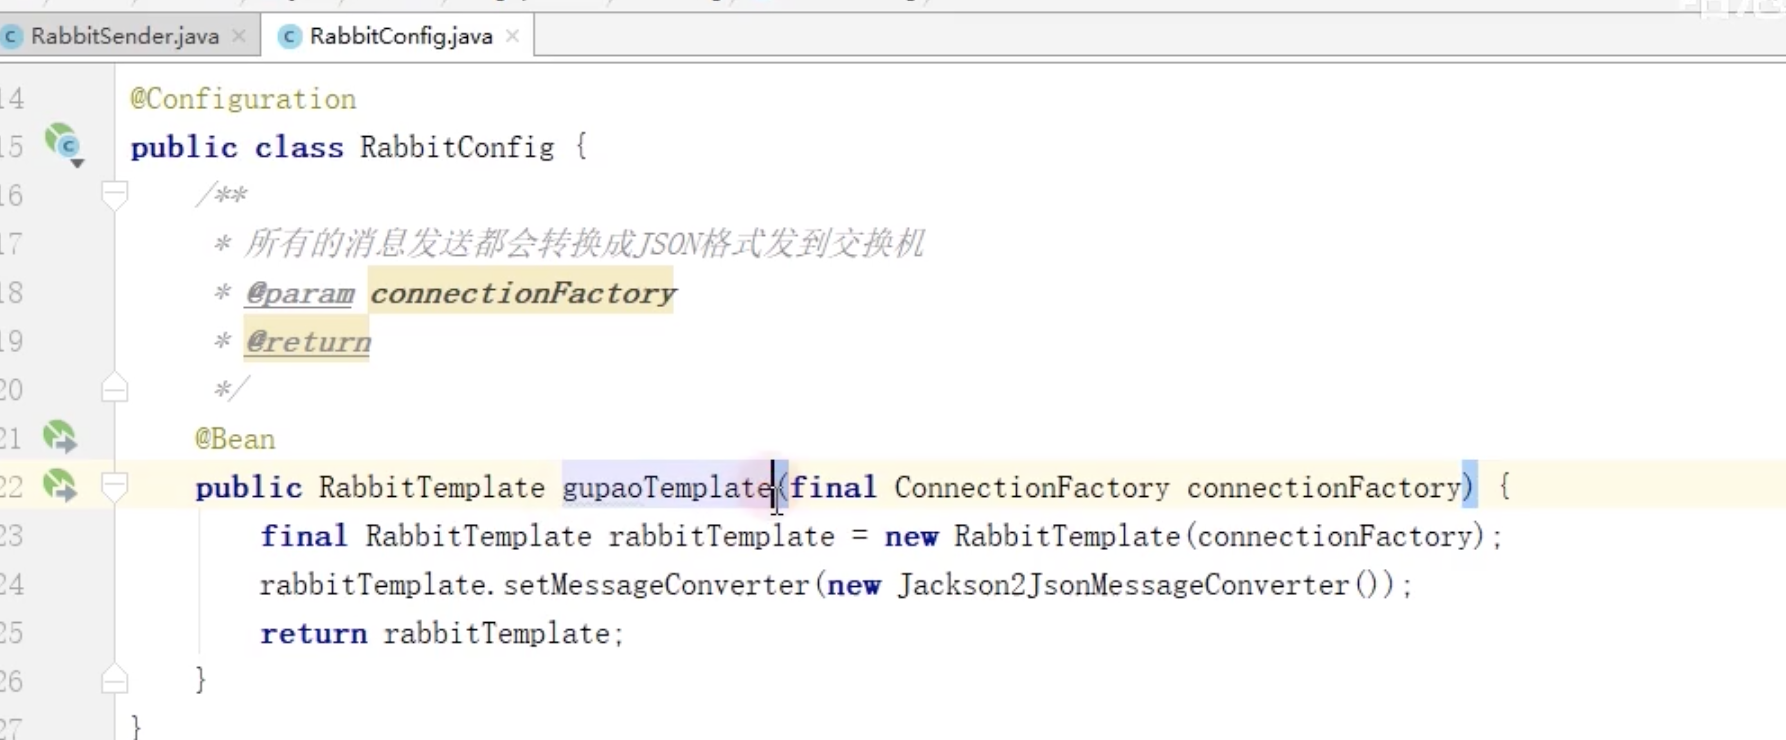 RabbitSender.java
RabbitConfig.java
14 @Configuration
15 public class RabbitConfig {
16 /**
17 * 所有的消息发送都会转换成JSON格式发到交换机
18 * @param connectionFactory
19 * @return
20 */
21 @Bean
22 public RabbitTemplate gupaoTemplate(final ConnectionFactory connectionFactory) {
23 final RabbitTemplate rabbitTemplate = new RabbitTemplate(connectionFactory);
24 rabbitTemplate.setMessageConverter(new Jackson2JsonMessageConverter());
25 return rabbitTemplate;
26 }
27 }